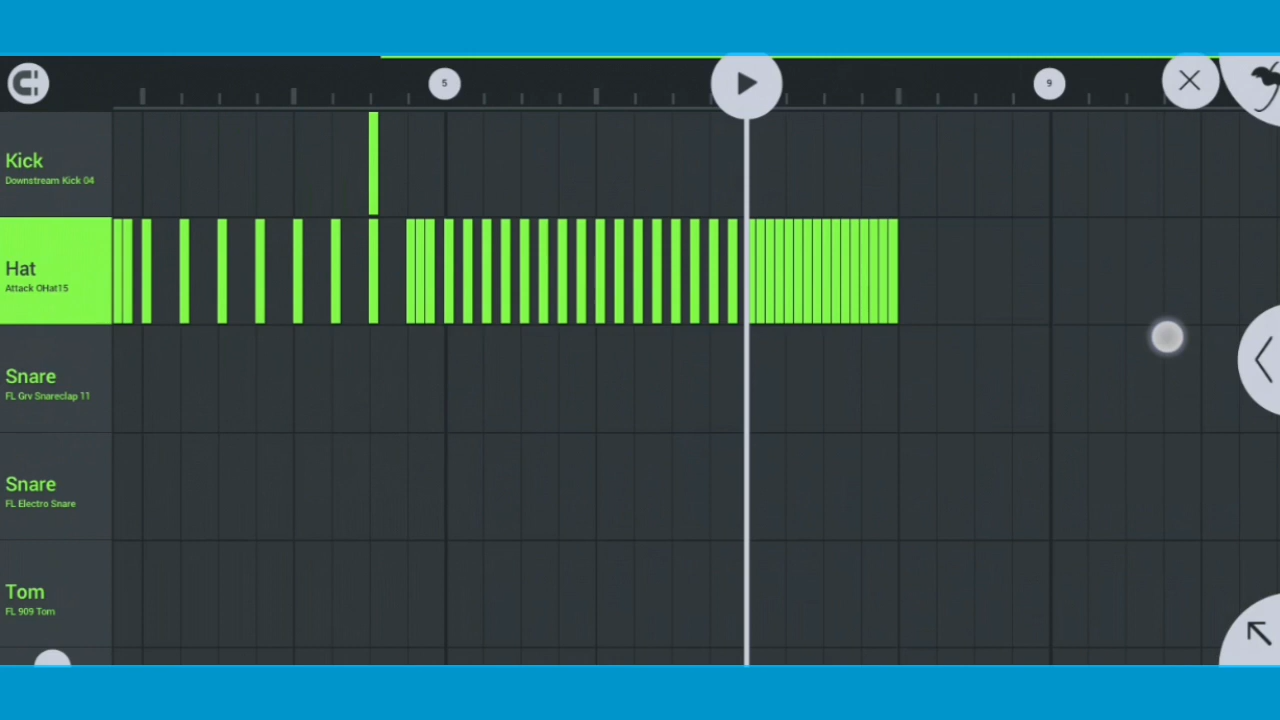 5
9
Kick
Downstream Kick 04
Hat
Attack OHat15
Snare
FL Grv Snareclap 11
Snare
FL Electro Snare
Tom
FL 909 Tom